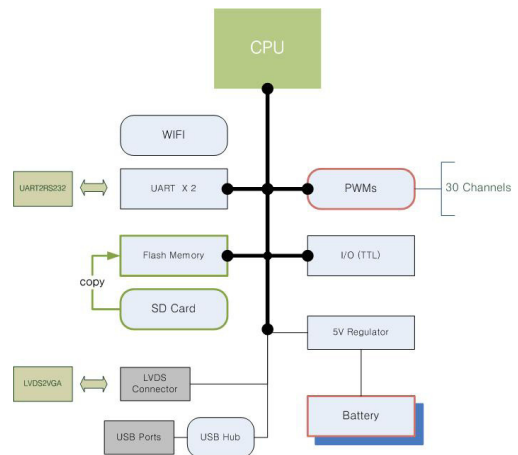 CPU
WIFI
UART2RS232
UART X 2
PWMs
30 Channels
Flash Memory
I/O (TTL)
copy
SD Card
5V Regulator
LVDS2VGA
LVDS
Connector
Battery
USB Ports
USB Hub